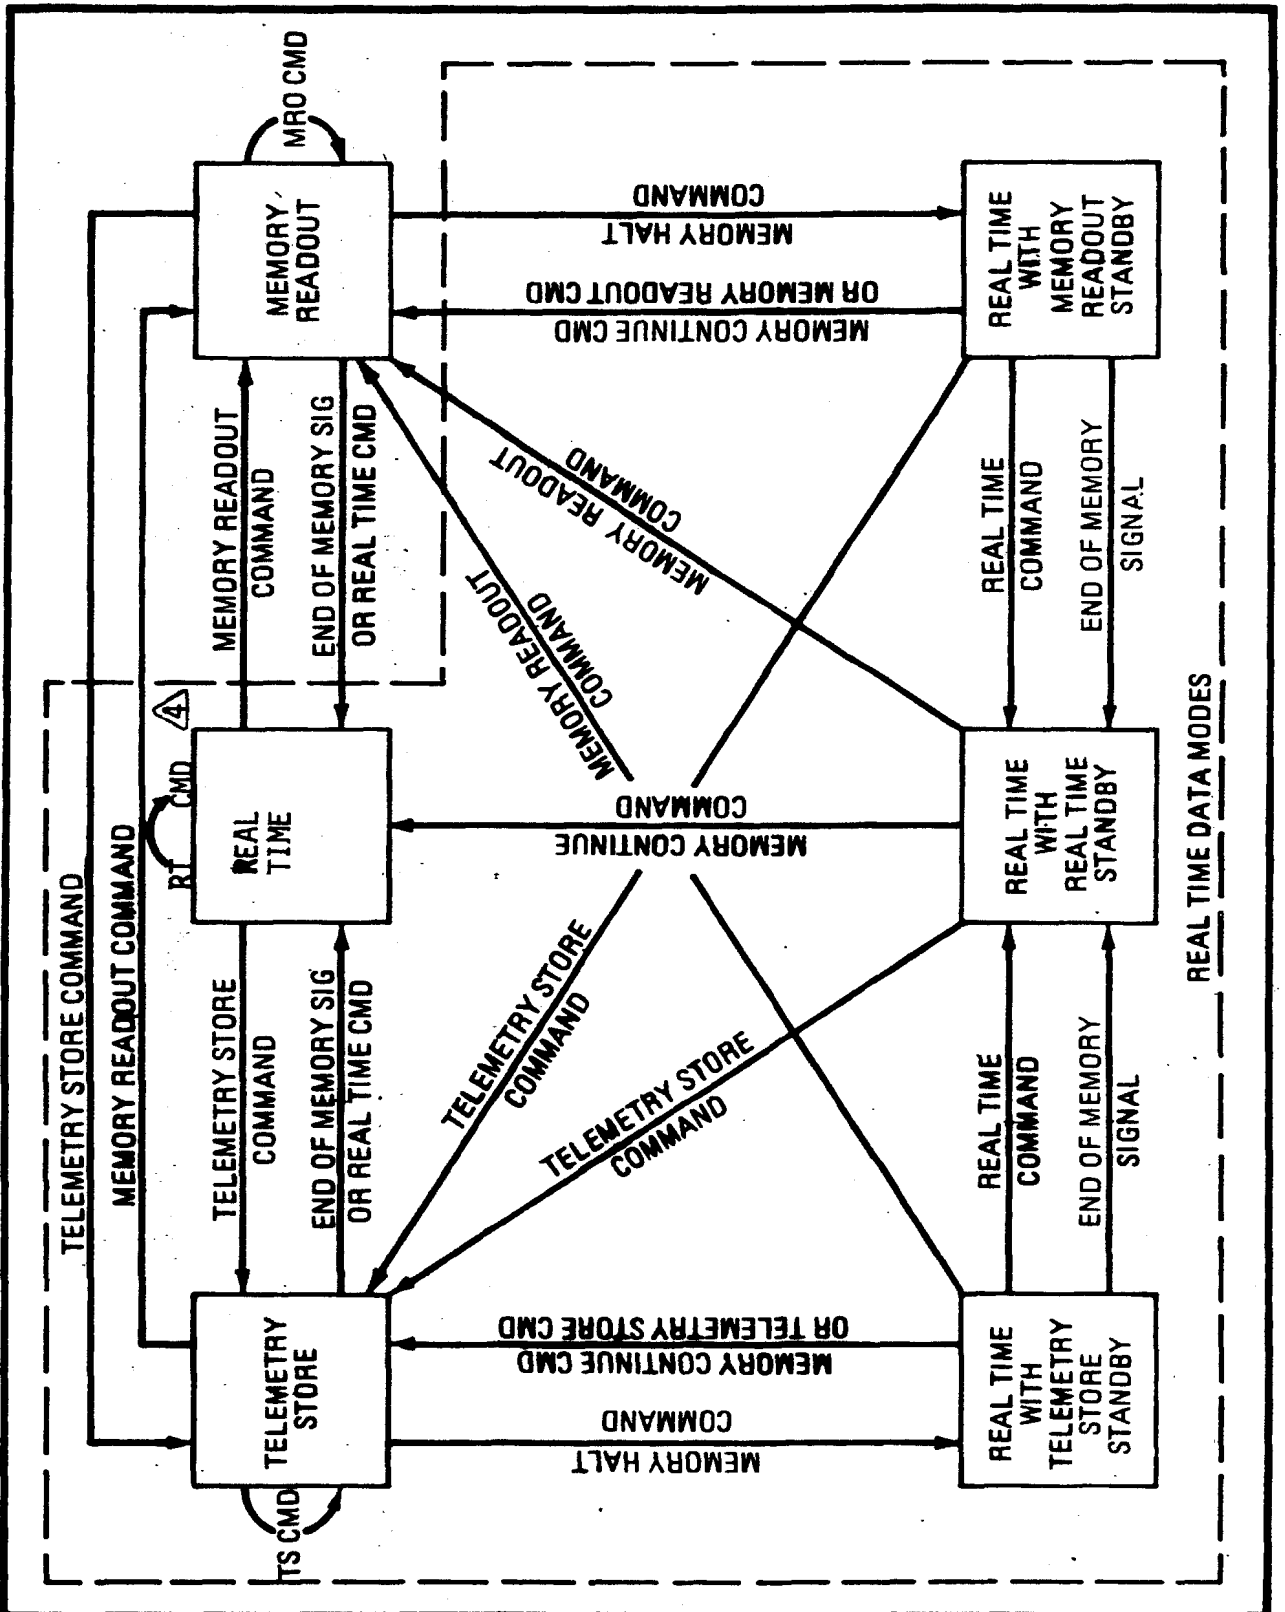 TELEMETRY STORE COMMAND
MEMORY READOUT COMMAND
TS CMD
TELEMETRY
STORE
TELEMETRY STORE
COMMAND
END OF MEMORY SIG
OR REAL TIME CMD
RT CMD
4
REAL
TIME
MEMORY READOUT
COMMAND
END OF MEMORY SIG
OR REAL TIME CMD
MEMORY
READOUT
MRO CMD
MEMORY HALT
COMMAND
MEMORY CONTINUE CMD
OR TELEMETRY STORE CMD
TELEMETRY STORE
COMMAND
TELEMETRY STORE
COMMAND
MEMORY CONTINUE
COMMAND
MEMORY READOUT
COMMAND
MEMORY READOUT
COMMAND
MEMORY CONTINUE CMD
OR MEMORY READOUT CMD
MEMORY HALT
COMMAND
REAL TIME
WITH
TELEMETRY
STORE
STANDBY
REAL TIME
COMMAND
END OF MEMORY
SIGNAL
REAL TIME
WITH
REAL TIME
STANDBY
REAL TIME
COMMAND
END OF MEMORY
SIGNAL
REAL TIME
WITH
MEMORY
READOUT
STANDBY
REAL TIME DATA MODES